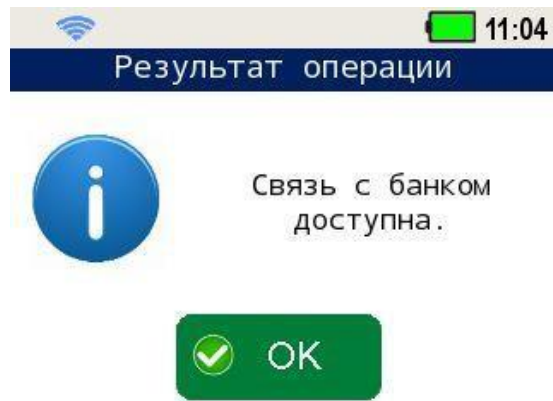 11:04
Результат операции
Связь с банком
доступна.
OK